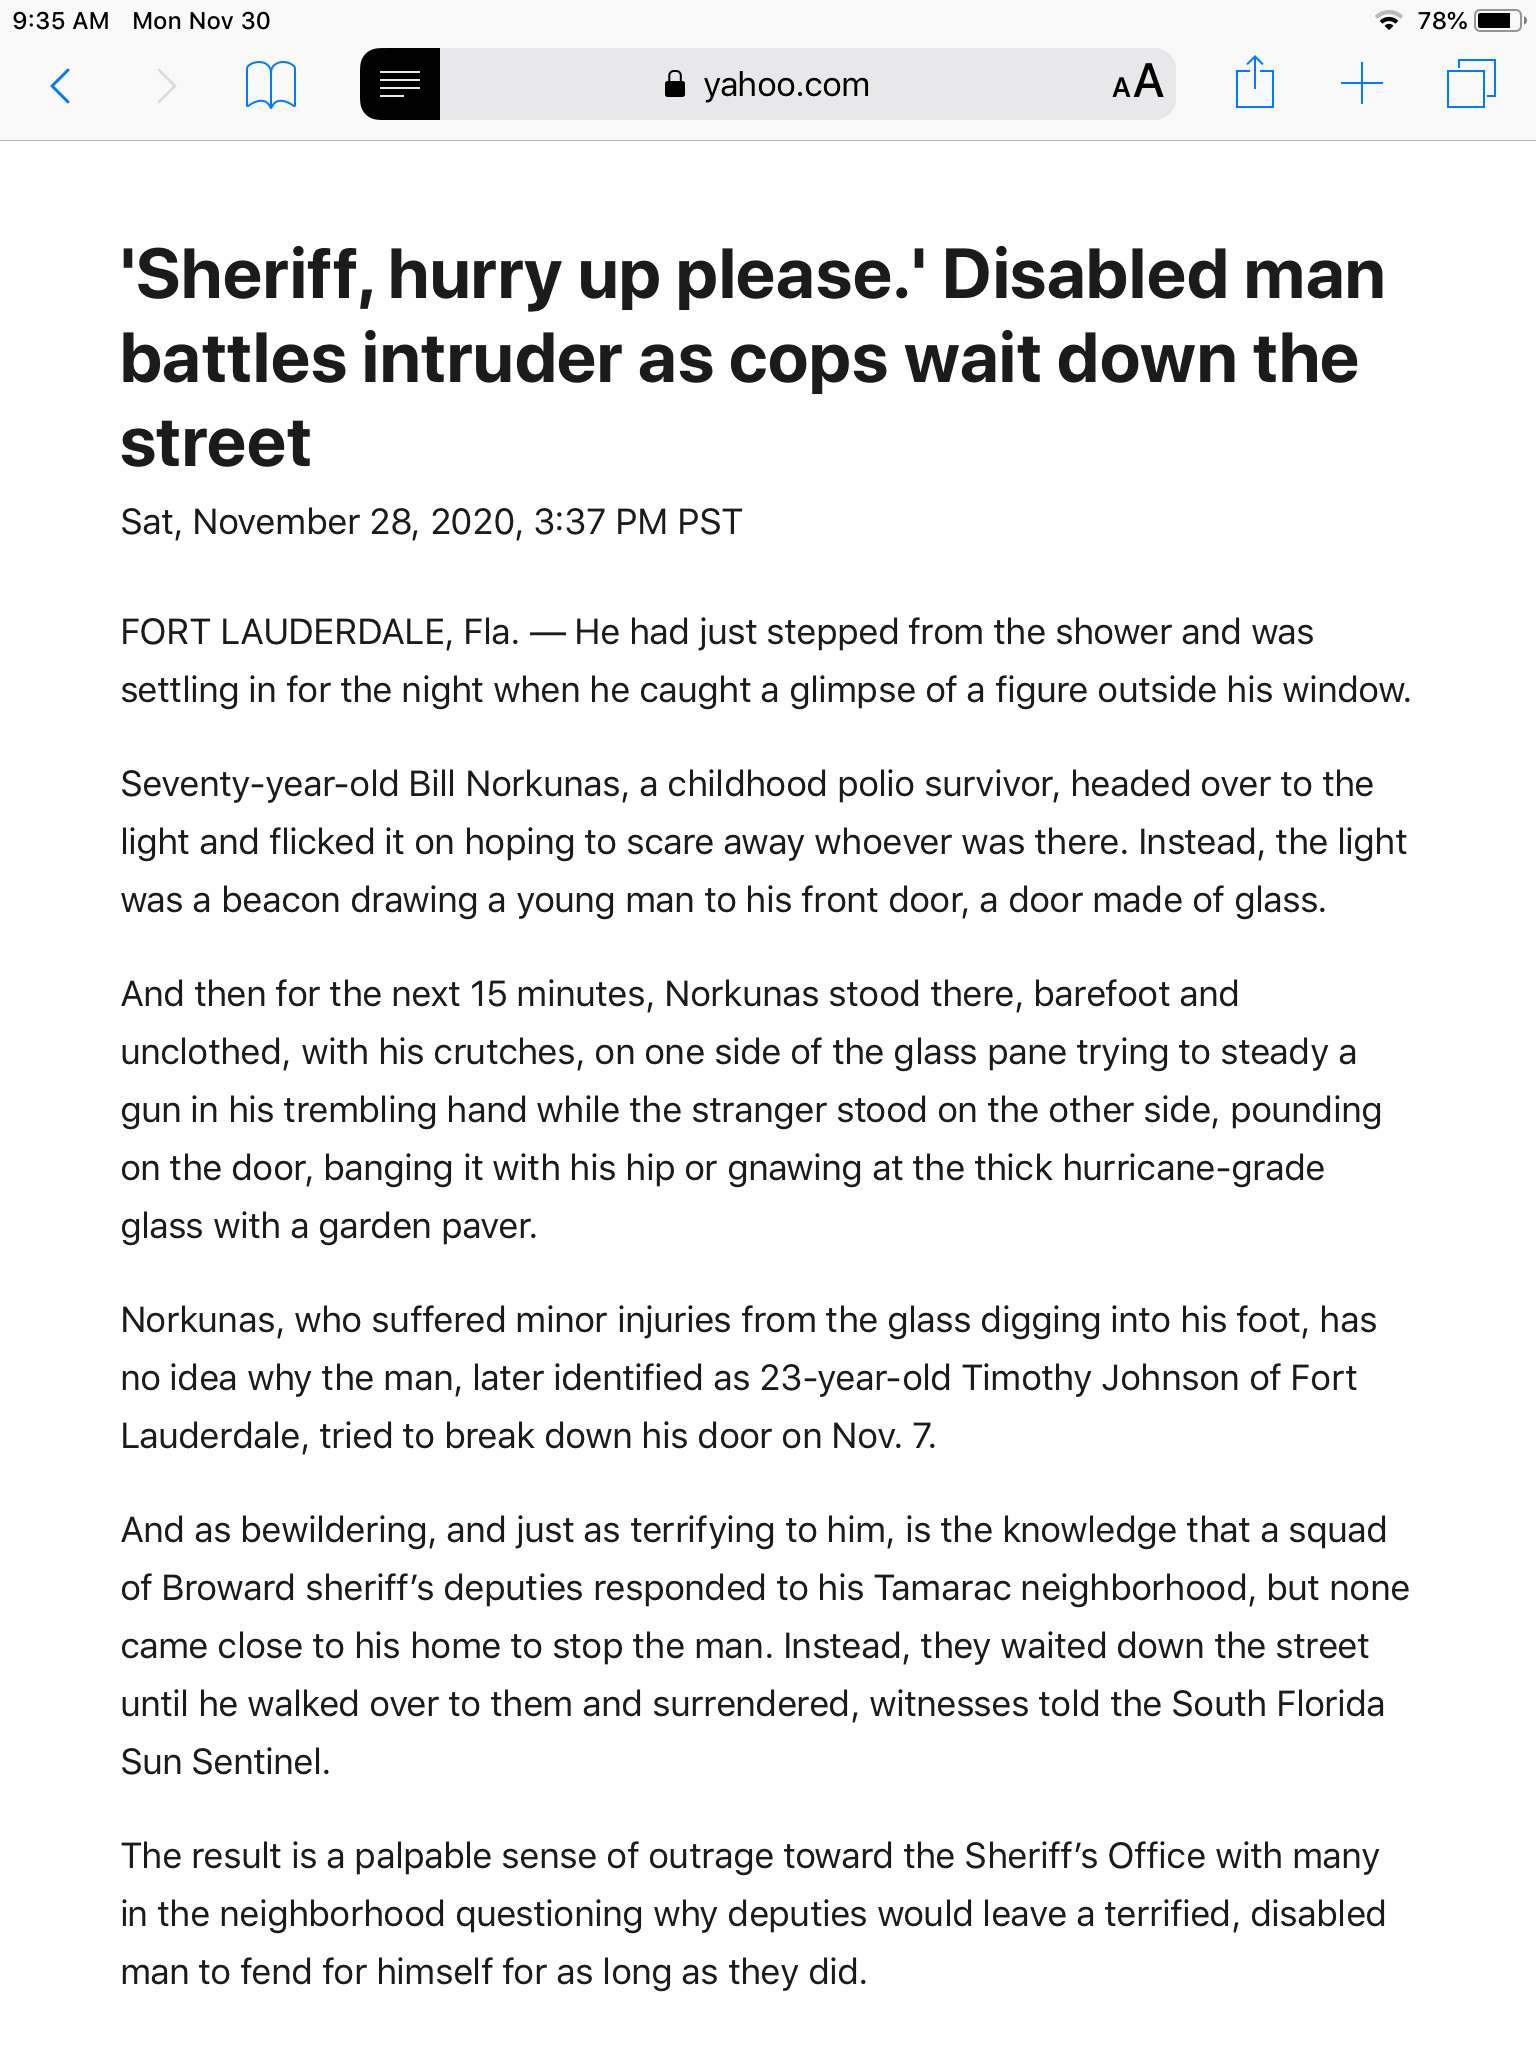 9:35 AM Mon Nov 30 78%
yahoo.com AA
'Sheriff, hurry up please.' Disabled man
battles intruder as cops wait down the
street
Sat, November 28, 2020, 3:37 PM PST
FORT LAUDERDALE, Fla. — He had just stepped from the shower and was
settling in for the night when he caught a glimpse of a figure outside his window.
Seventy-year-old Bill Norkunas, a childhood polio survivor, headed over to the
light and flicked it on hoping to scare away whoever was there. Instead, the light
was a beacon drawing a young man to his front door, a door made of glass.
And then for the next 15 minutes, Norkunas stood there, barefoot and
unclothed, with his crutches, on one side of the glass pane trying to steady a
gun in his trembling hand while the stranger stood on the other side, pounding
on the door, banging it with his hip or gnawing at the thick hurricane-grade
glass with a garden paver.
Norkunas, who suffered minor injuries from the glass digging into his foot, has
no idea why the man, later identified as 23-year-old Timothy Johnson of Fort
Lauderdale, tried to break down his door on Nov. 7.
And as bewildering, and just as terrifying to him, is the knowledge that a squad
of Broward sheriff’s deputies responded to his Tamarac neighborhood, but none
came close to his home to stop the man. Instead, they waited down the street
until he walked over to them and surrendered, witnesses told the South Florida
Sun Sentinel.
The result is a palpable sense of outrage toward the Sheriff’s Office with many
in the neighborhood questioning why deputies would leave a terrified, disabled
man to fend for himself for as long as they did.